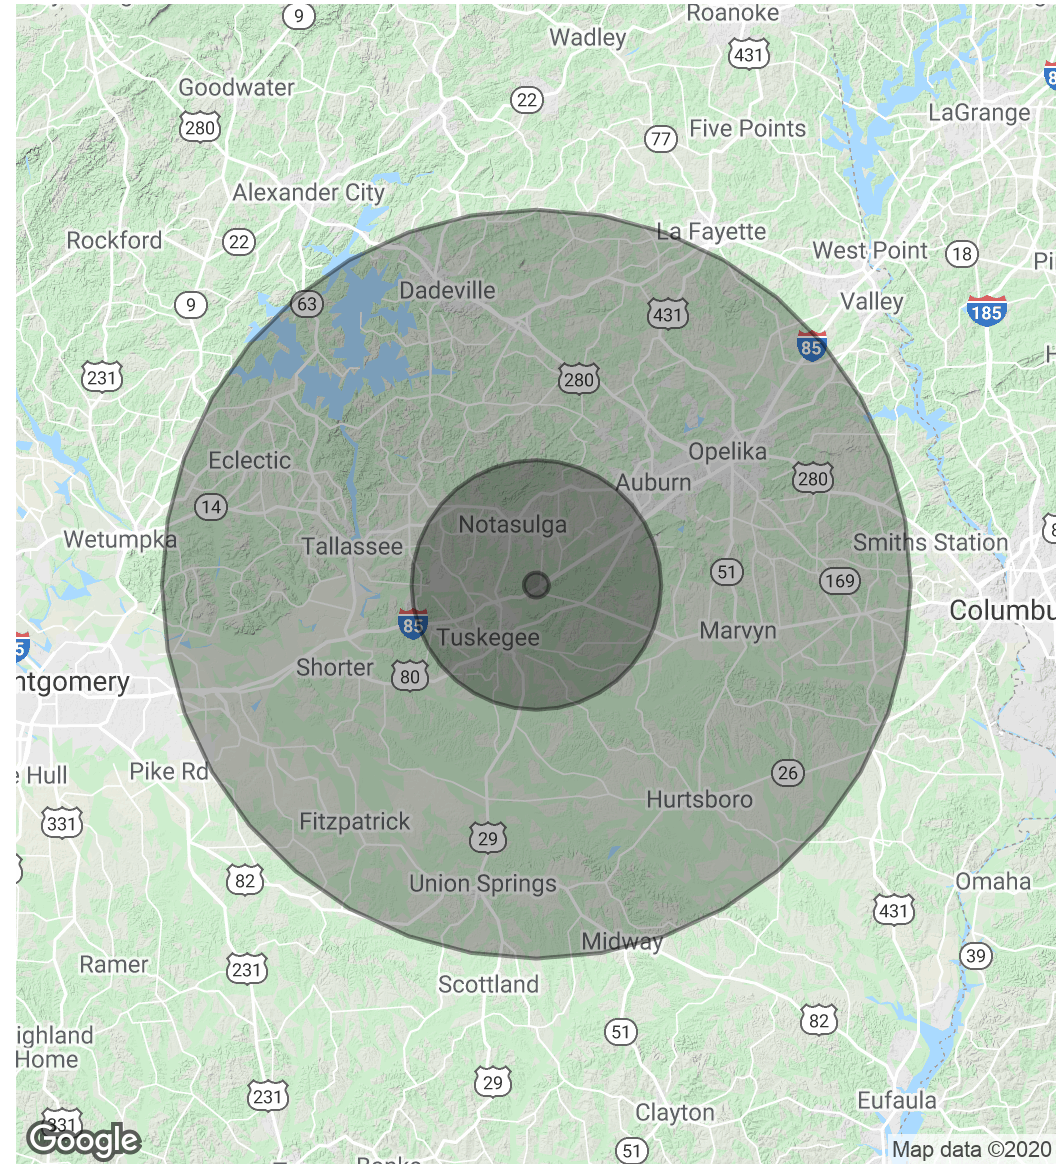 9
Roanoke
Wadley
431
Goodwater
22
LaGrange
280
Five Points
77
Alexander City
La Fayette
Rockford
22
West Point
18
Dadeville
Valley
9
63
431
185
85
231
280
Eclectic
Opelika
280
Auburn
14
Notasulga
Wetumpka
Tallassee
Smiths Station
51
169
85
Tuskegee
Marvyn
Shorter
80
ntgomery
Pike Rd
26
Hull
Hurtsboro
331
Fitzpatrick
29
82
Union Springs
Omaha
431
Midway
39
Ramer
231
Scottland
82
51
ighland
Home
29
231
Eufaula
Clayton
331
Google
51
Map data ©2020